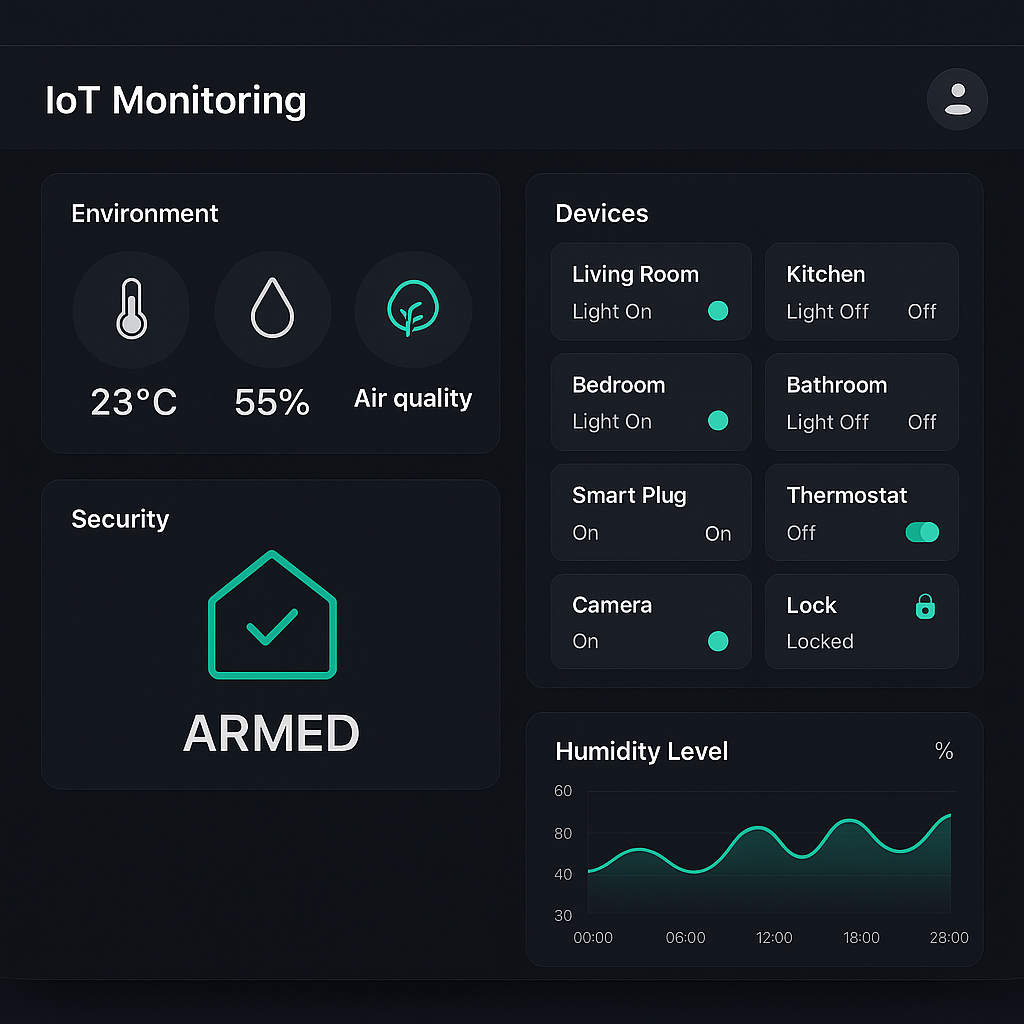 IoT Monitoring
Environment
23°C
55%
Air quality
Security
ARMED
Devices
Living Room
Light On
Kitchen
Light Off Off
Bedroom
Light On
Bathroom
Light Off Off
Smart Plug
On On
Thermostat
Off
Camera
On
Lock
Locked
Humidity Level %
60
80
40
30
00:00 06:00 12:00 18:00 28:00